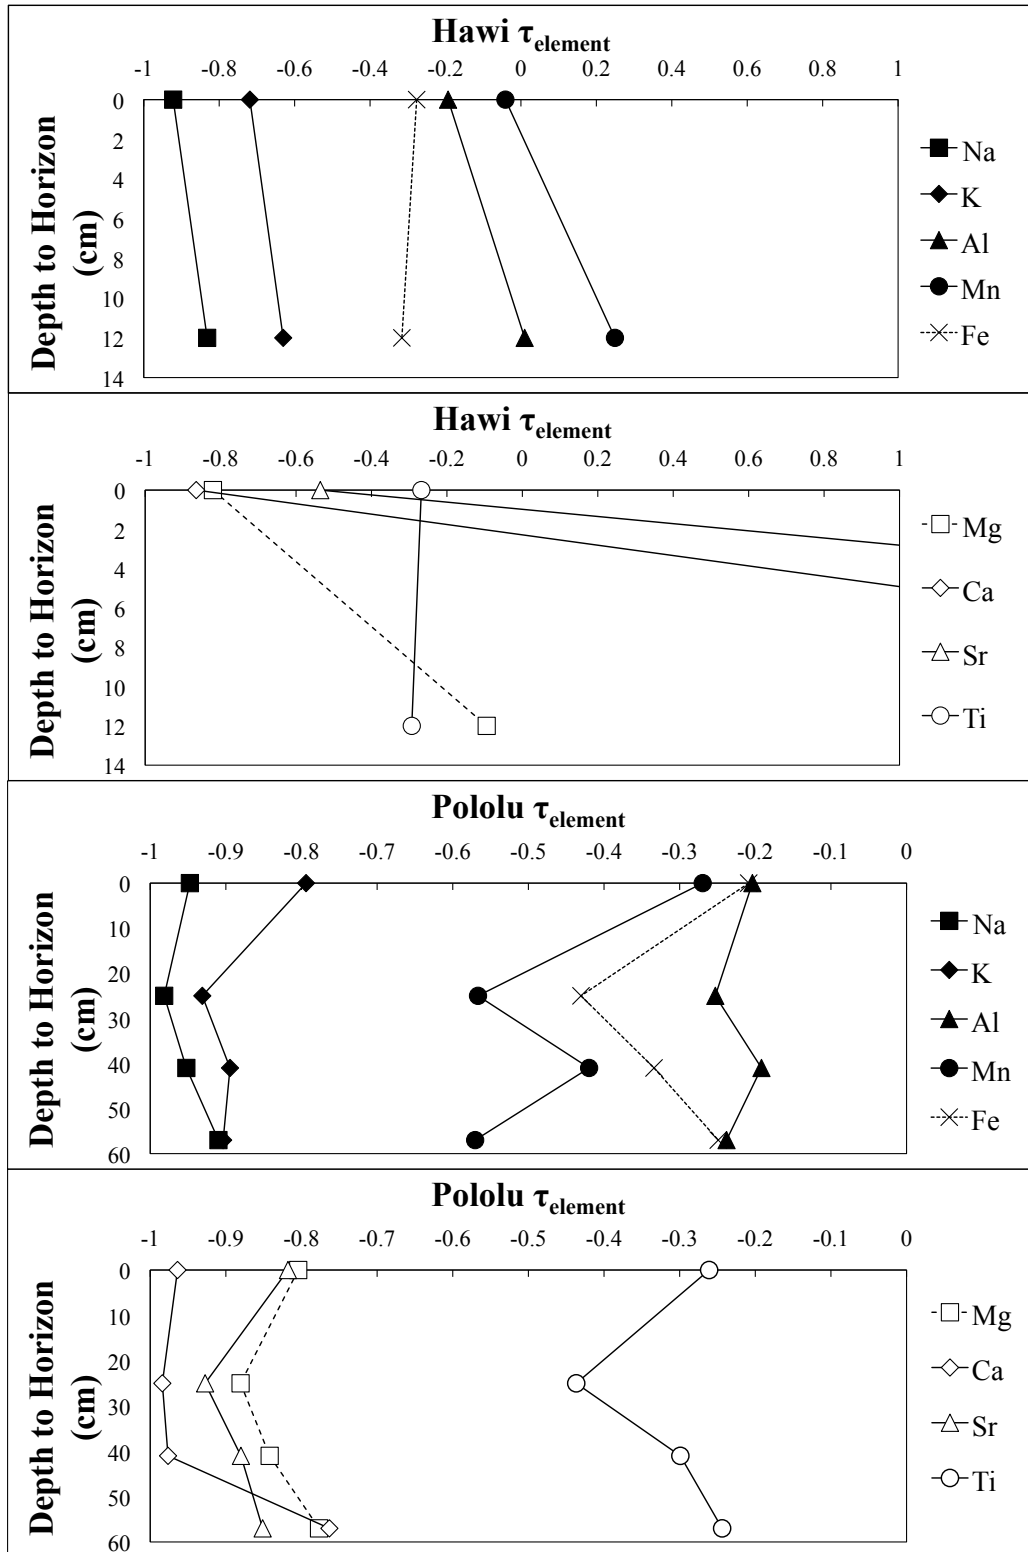 Hawi τelement
-1 -0.8 -0.6 -0.4 -0.2 0 0.2 0.4 0.6 0.8 1
Depth to Horizon
(cm)
0
2
4
6
8
10
12
14
Na
K
Al
Mn
Fe
Hawi τelement
-1 -0.8 -0.6 -0.4 -0.2 0 0.2 0.4 0.6 0.8 1
Depth to Horizon
(cm)
0
2
4
6
8
10
12
14
Mg
Ca
Sr
Ti
Pololu τelement
-1 -0.9 -0.8 -0.7 -0.6 -0.5 -0.4 -0.3 -0.2 -0.1 0
Depth to Horizon
(cm)
0
10
20
30
40
50
60
Na
K
Al
Mn
Fe
Pololu τelement
-1 -0.9 -0.8 -0.7 -0.6 -0.5 -0.4 -0.3 -0.2 -0.1 0
Depth to Horizon
(cm)
0
10
20
30
40
50
60
Mg
Ca
Sr
Ti